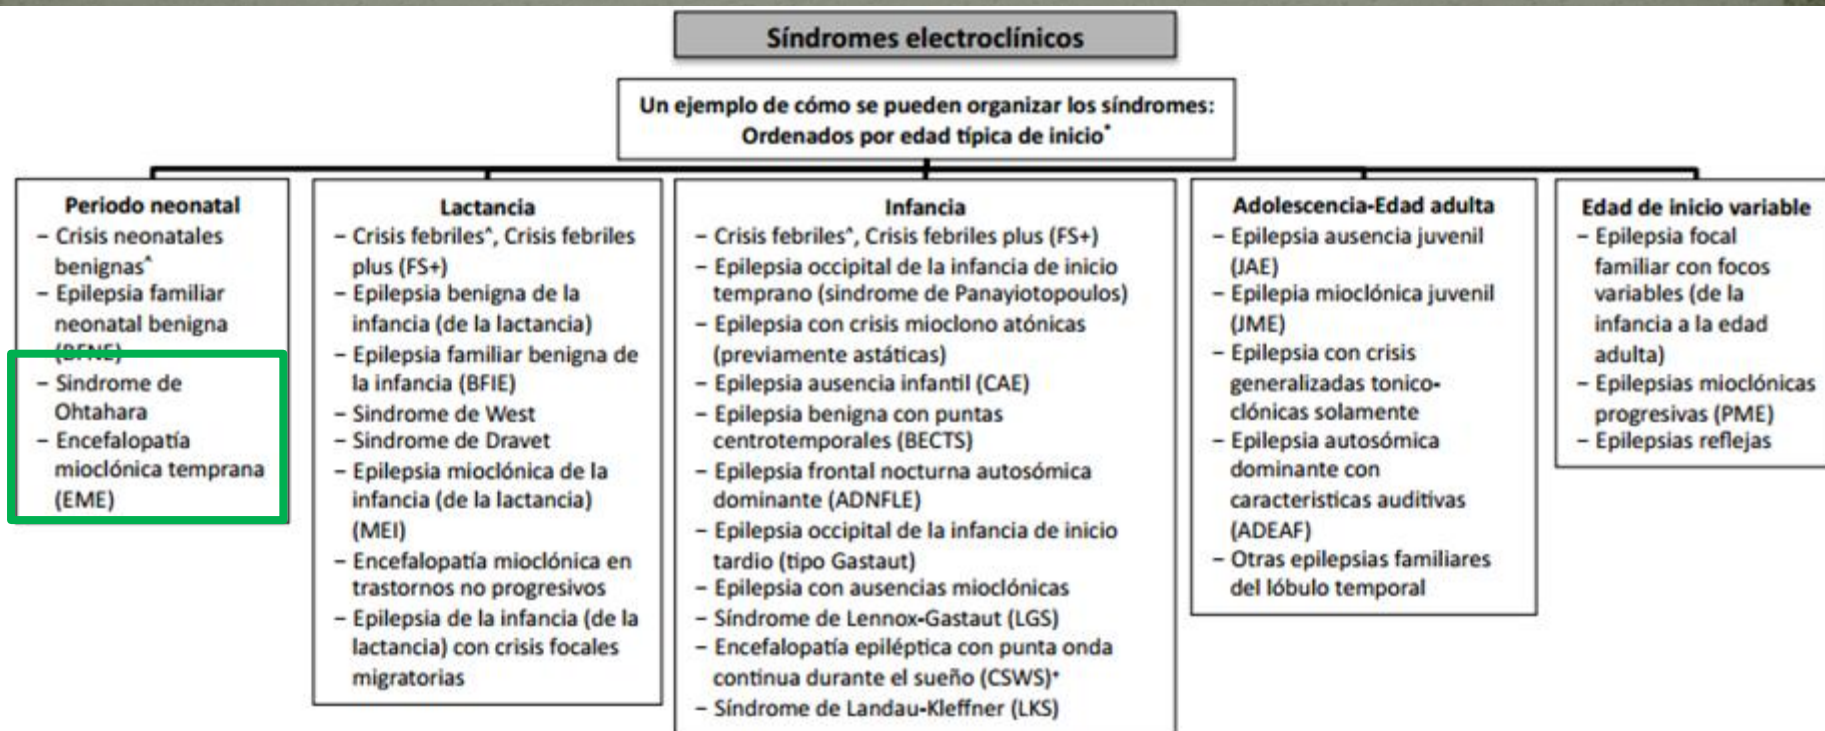 Síndromes electroclínicos
Un ejemplo de cómo se pueden organizar los síndromes:
Ordenados por edad típica de inicio*
Periodo neonatal
– Crisis neonatales
benignas^
– Epilepsia familiar
neonatal benigna
(BFNE)
– Sindrome de
Ohtahara
– Encefalopatía
mioclónica temprana
(EME)
Lactancia
– Crisis febriles^, Crisis febriles
plus (FS+)
– Epilepsia benigna de la
infancia (de la lactancia)
– Epilepsia familiar benigna de
la infancia (BFIE)
– Sindrome de West
– Sindrome de Dravet
– Epilepsia mioclónica de la
infancia (de la lactancia)
(MEI)
– Encefalopatía mioclónica en
trastornos no progresivos
– Epilepsia de la infancia (de la
lactancia) con crisis focales
migratorias
Infancia
– Crisis febriles^, Crisis febriles plus (FS+)
– Epilepsia occipital de la infancia de inicio
temprano (sindrome de Panayiotopoulos)
– Epilepsia con crisis mioclono atónicas
(previamente astáticas)
– Epilepsia ausencia infantil (CAE)
– Epilepsia benigna con puntas
centrotemporales (BECTS)
– Epilepsia frontal nocturna autosómica
dominante (ADNFLE)
– Epilepsia occipital de la infancia de inicio
tardio (tipo Gastaut)
– Epilepsia con ausencias mioclónicas
– Síndrome de Lennox-Gastaut (LGS)
– Encefalopatía epiléptica con punta onda
continua durante el sueño (CSWS)+
– Síndrome de Landau-Kleffner (LKS)
Adolescencia-Edad adulta
– Epilepsia ausencia juvenil
(JAE)
– Epilepia mioclónica juvenil
(JME)
– Epilepsia con crisis
generalizadas tonico-
clónicas solamente
– Epilepsia autosómica
dominante con
caracteristicas auditivas
(ADEAF)
– Otras epilepsias familiares
del lóbulo temporal
Edad de inicio variable
– Epilepsia focal
familiar con focos
variables (de la
infancia a la edad
adulta)
– Epilepsias mioclónicas
progresivas (PME)
– Epilepsias reflejas